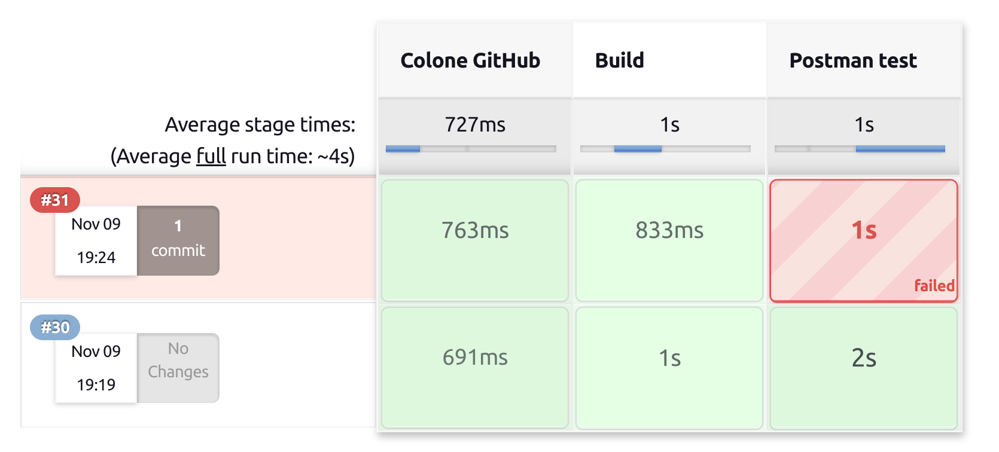 Colone GitHub
Build
Postman test
Average stage times:
727ms
1s
1s
(Average full run time: ~4s)
#31
Nov 09
19:24
1
commit
763ms
833ms
1s
failed
#30
Nov 09
19:19
No
Changes
691ms
1s
2s